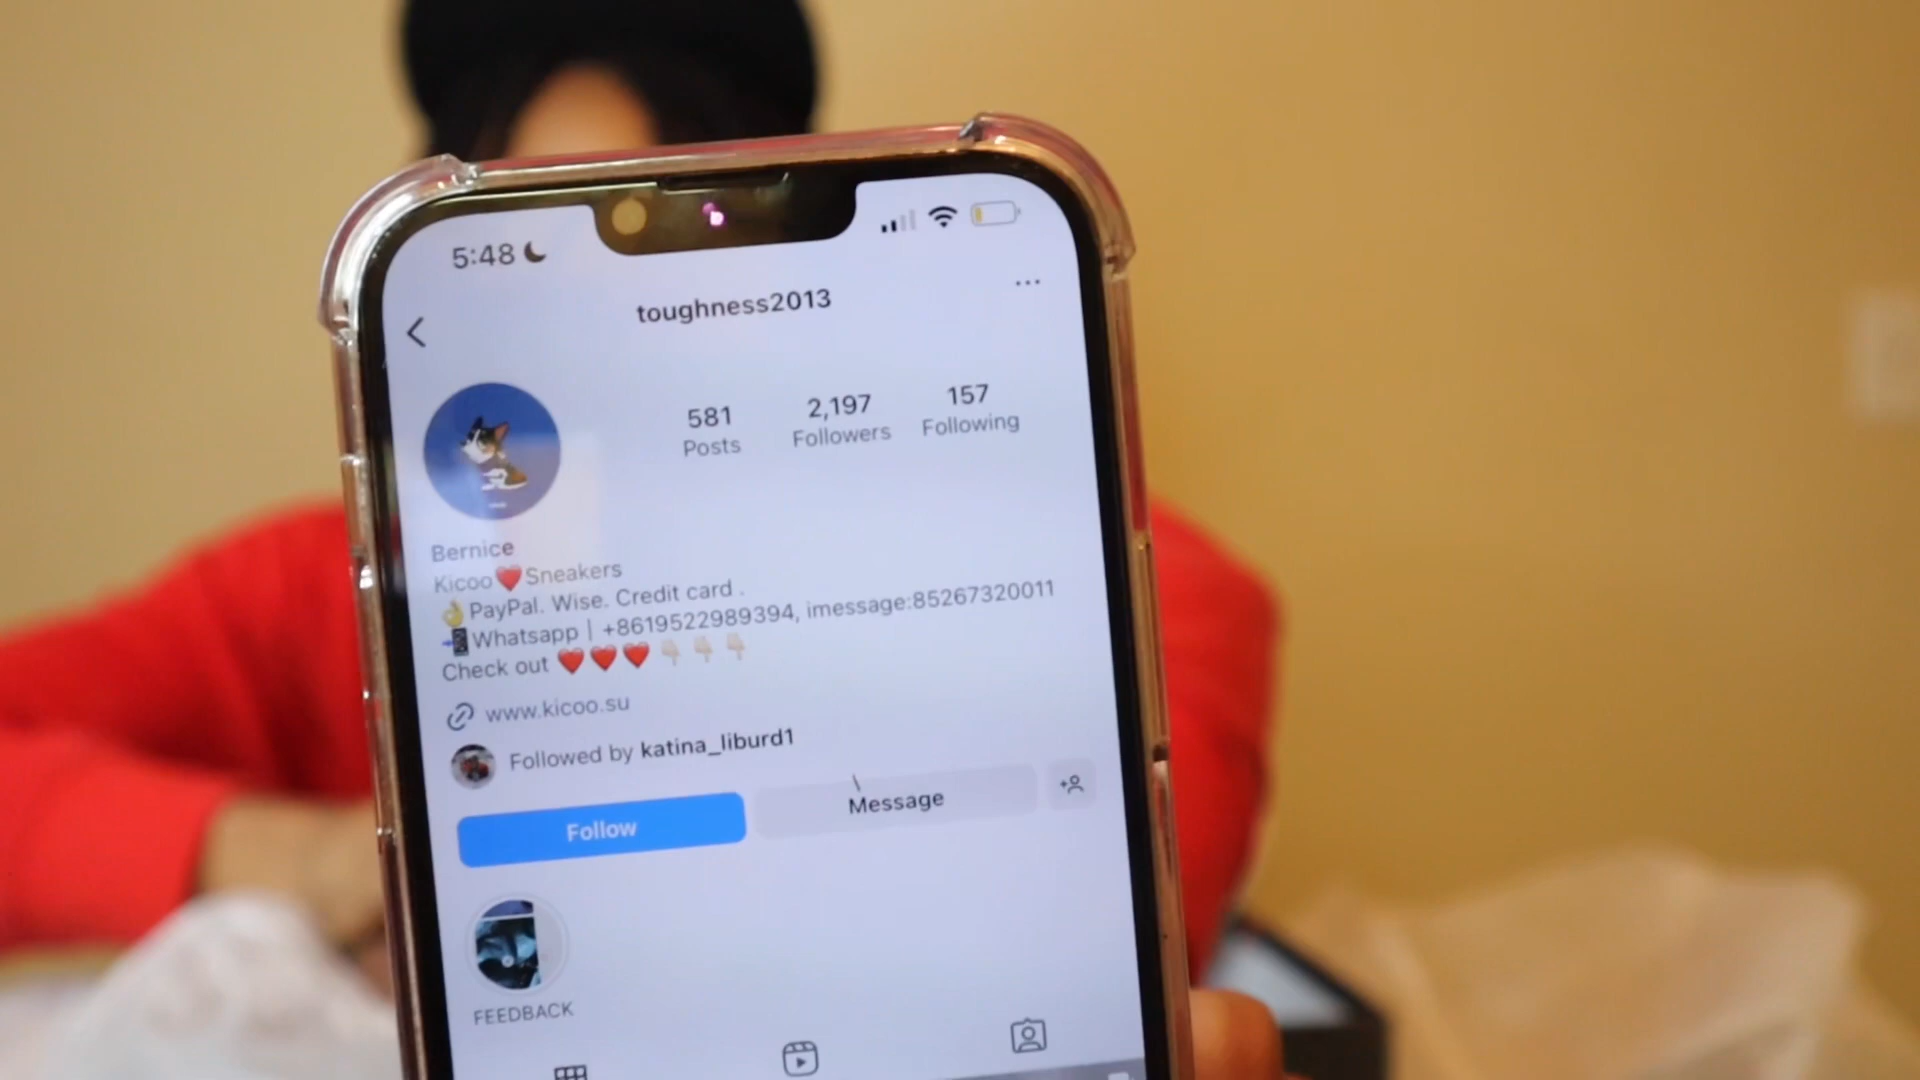 5:48
toughness2013
581 2,197 157
Posts Followers Following
Bernice
Kicoo❤️Sneakers
👌PayPal. Wise. Credit card .
📲Whatsapp | +8619522989394, imessage:85267320011
Check out ❤️❤️❤️👇🏻👇🏻👇🏻
www.kicoo.su
Followed by katina_liburd1
Follow Message
FEEDBACK